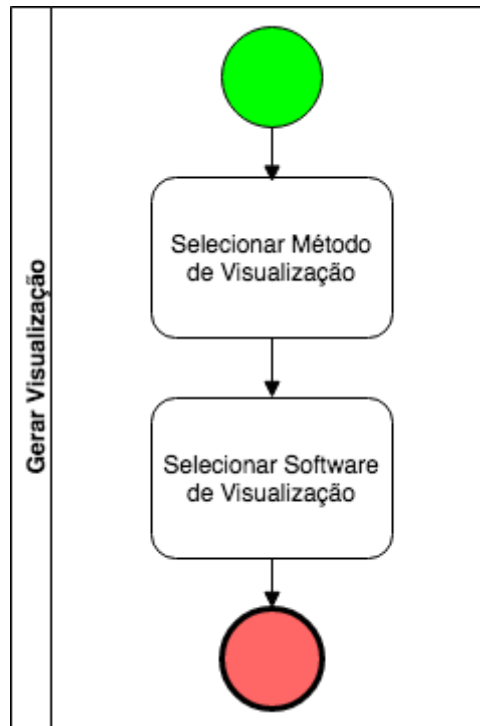 Gerar Visualização
Selecionar Método
de Visualização
Selecionar Software
de Visualização